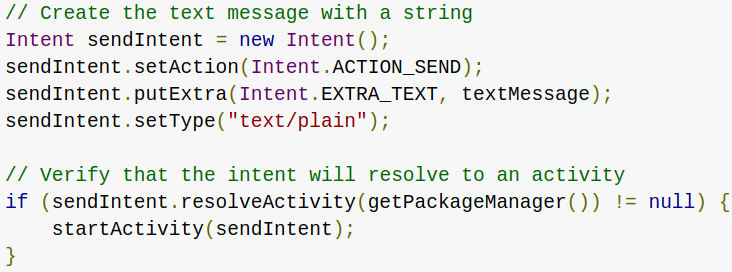 // Create the text message with a string
Intent sendIntent = new Intent();
sendIntent.setAction(Intent.ACTION_SEND);
sendIntent.putExtra(Intent.EXTRA_TEXT, textMessage);
sendIntent.setType("text/plain");

// Verify that the intent will resolve to an activity
if (sendIntent.resolveActivity(getPackageManager()) != null) {
    startActivity(sendIntent);
}